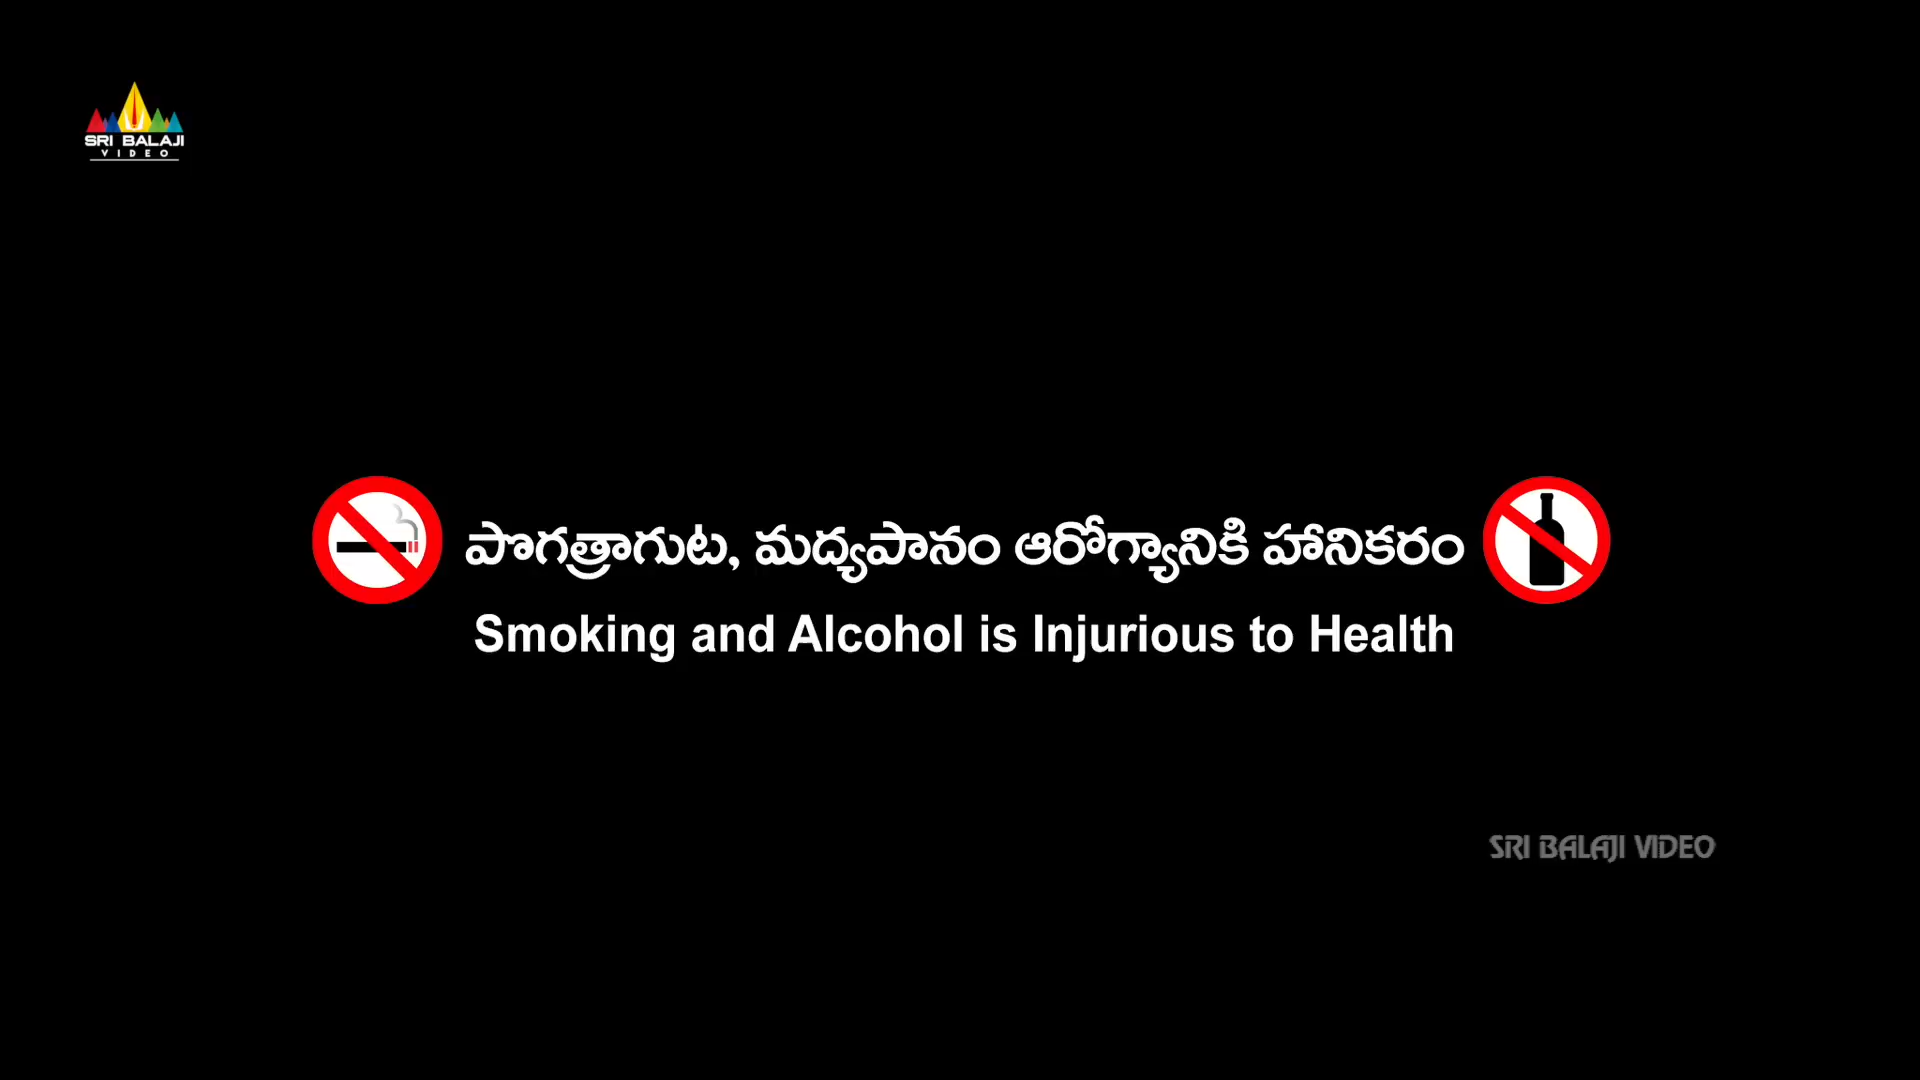 SRI BALAJI
VIDEO
పొగత్రాగుట, మద్యపానం ఆరోగ్యానికి హానికరం
Smoking and Alcohol is Injurious to Health
SRI BALAJI VIDEO